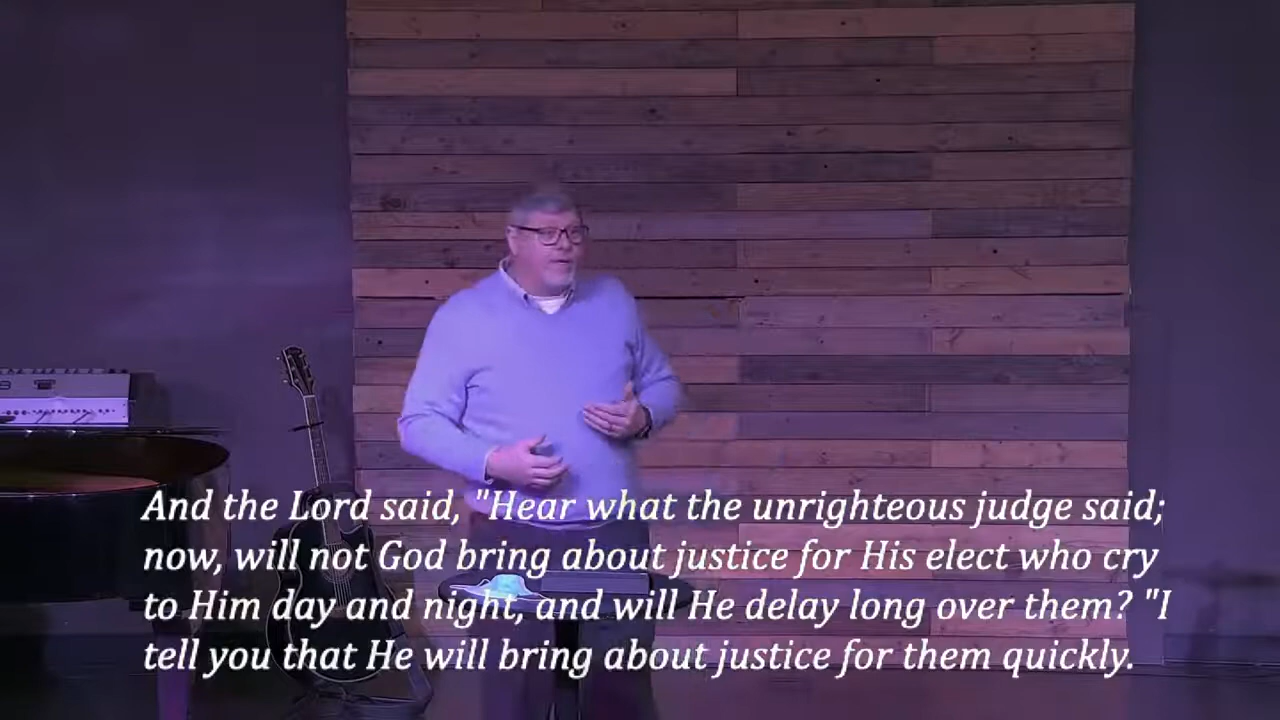 And the Lord said, "Hear what the unrighteous judge said;
now, will not God bring about justice for His elect who cry
to Him day and night, and will He delay long over them? "I
tell you that He will bring about justice for them quickly.